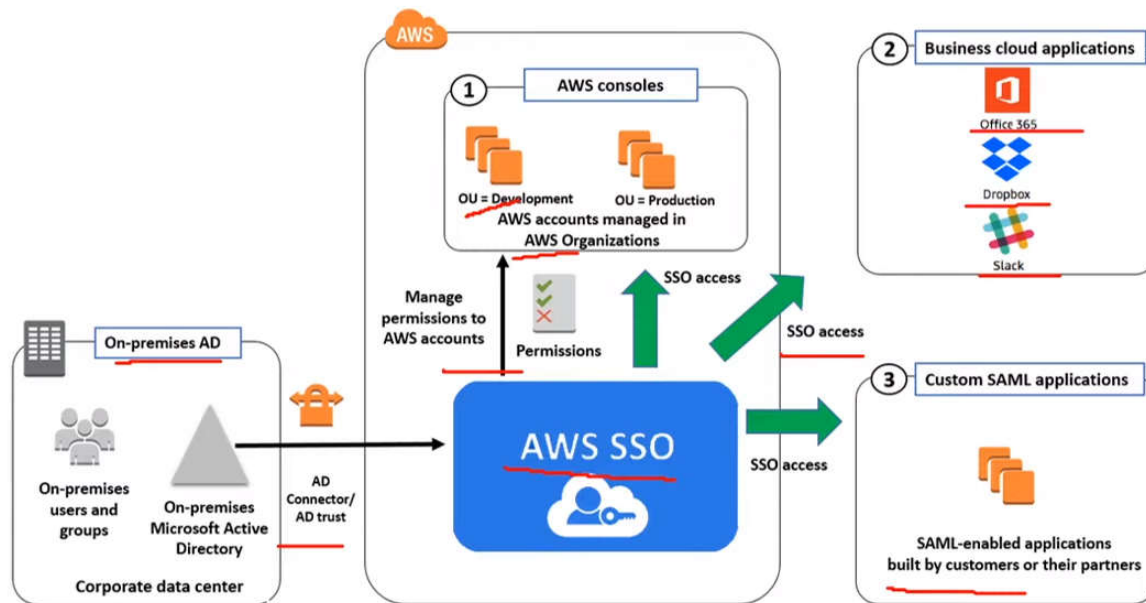 AWS
1
AWS consoles
OU = Development
OU = Production
AWS accounts managed in
AWS Organizations
2
Business cloud applications
Office 365
Dropbox
Slack
Manage
permissions to
AWS accounts
Permissions
SSO access
SSO access
SSO access
On-premises AD
On-premises
users and
groups
On-premises
Microsoft Active
Directory
Corporate data center
AD
Connector/
AD trust
AWS SSO
3
Custom SAML applications
SAML-enabled applications
built by customers or their partners